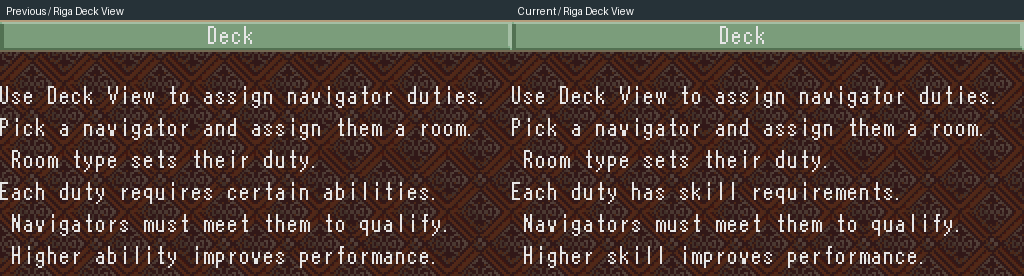 Previous / Riga Deck View
Deck
Use Deck View to assign navigator duties.
Pick a navigator and assign them a room.
Room type sets their duty.
Each duty requires certain abilities.
Navigators must meet them to qualify.
Higher ability improves performance.
Current / Riga Deck View
Deck
Use Deck View to assign navigator duties.
Pick a navigator and assign them a room.
Room type sets their duty.
Each duty has skill requirements.
Navigators must meet them to qualify.
Higher skill improves performance.